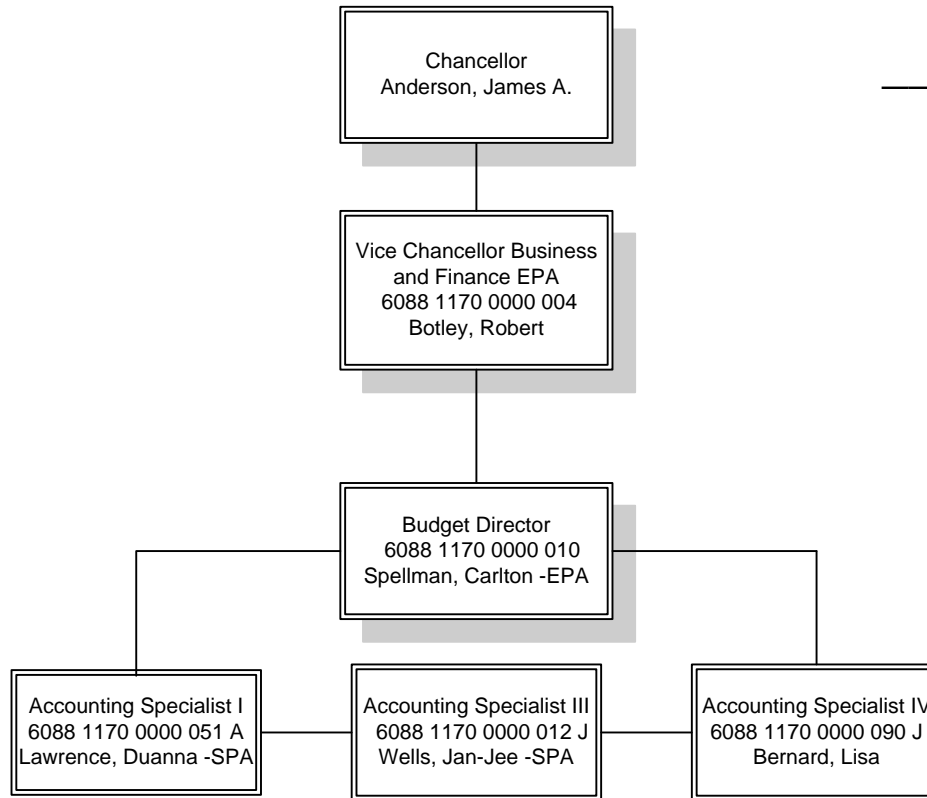 Chancellor
Anderson, James A.
Vice Chancellor Business
and Finance EPA
6088 1170 0000 004
Botley, Robert
Budget Director
6088 1170 0000 010
Spellman, Carlton -EPA
Accounting Specialist I
6088 1170 0000 051 A
Lawrence, Duanna -SPA
Accounting Specialist III
6088 1170 0000 012 J
Wells, Jan-Jee -SPA
Accounting Specialist IV
6088 1170 0000 090 J
Bernard, Lisa